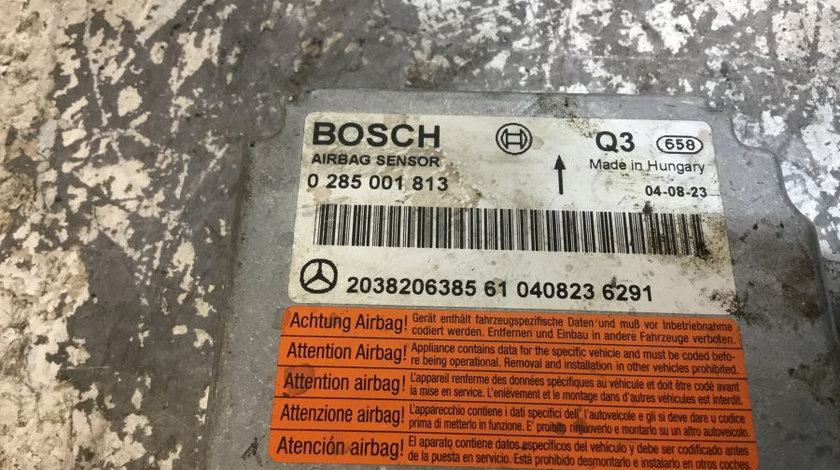 BOSCH
Q3 658
AIRBAG SENSOR
Made in Hungary
0 285 001 813
04-08-23
2038206385 61 040823 6291
Achtung Airbag! Gerät enthält fahrzeugspezifische Daten und muß vor Inbetriebnahme
codiert werden. Entfernen und Einbau in andere Fahrzeuge verboten.
Attention Airbag! Appliance contains data for the specific vehicle and must be coded befo-
re being operational. Removal and installation in other vehicles prohibited.
Attention airbag! L'appareil renferme des données spécifiques au véhicule et doit être codé avant
la mise en service. L'enlèvement et le montage dans d'autres véhicules est interdit.
Attenzione airbag! L'apparecchio contiene i dati specifici dell' l'autoveicolo e gli si deve dare u codice
prima di metterlo in funzione. E' proibito rimuoverlo e montarlo su un altro autoveicolo.
Atención airbag! El aparato contiene datos específicos del vehículo y debe ser codificado antes
de la puesta en servicio. Está prohibido desmontarlo e instalarlo en otros coches